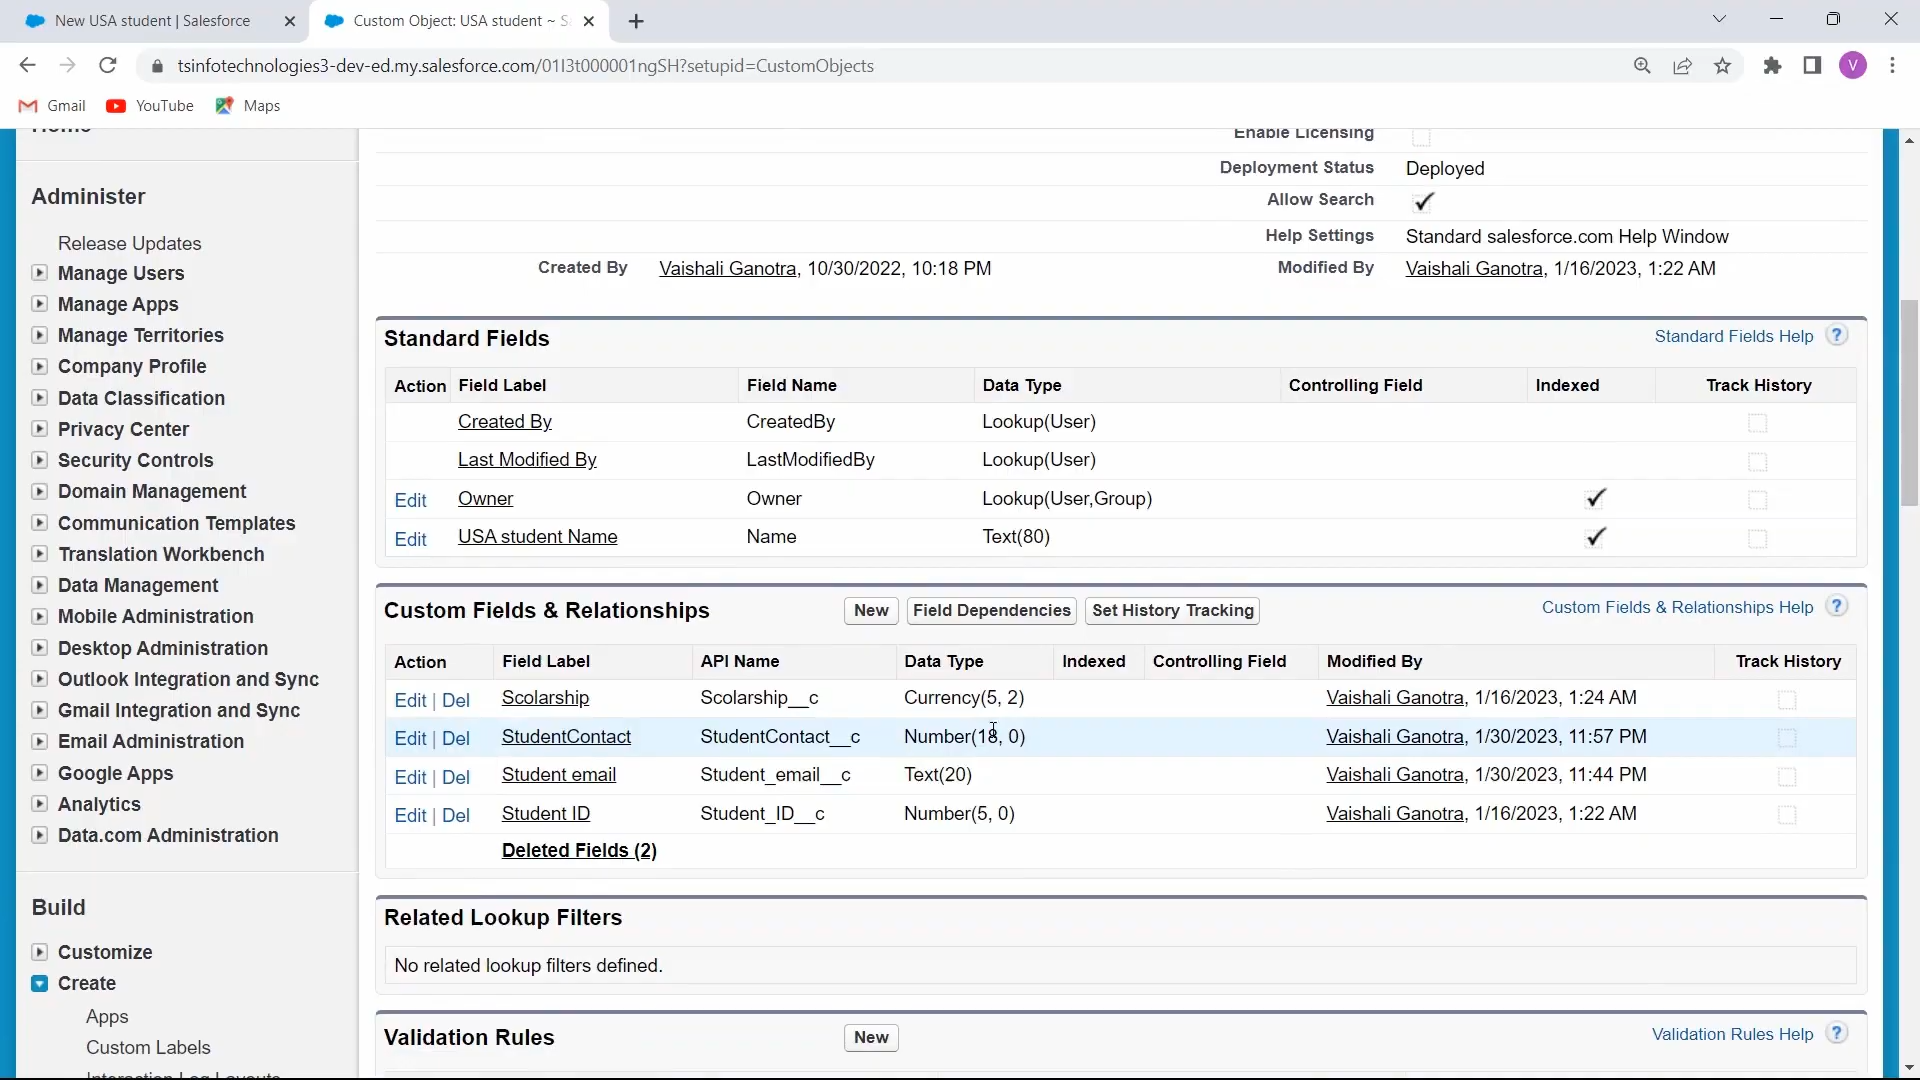 New USA student | Salesforce
Custom Object: USA student ~ S
tsinfotechnologies3-dev-ed.my.salesforce.com/01I3t000001ngSH?setupid=CustomObjects
V
Gmail YouTube Maps
Home
Administer
Release Updates
Manage Users
Manage Apps
Manage Territories
Company Profile
Data Classification
Privacy Center
Security Controls
Domain Management
Communication Templates
Translation Workbench
Data Management
Mobile Administration
Desktop Administration
Outlook Integration and Sync
Gmail Integration and Sync
Email Administration
Google Apps
Analytics
Data.com Administration
Build
Customize
Create
Apps
Custom Labels
Interaction Log Layouts
Enable Licensing
Deployment Status Deployed
Allow Search
Help Settings Standard salesforce.com Help Window
Created By Vaishali Ganotra, 10/30/2022, 10:18 PM Modified By Vaishali Ganotra, 1/16/2023, 1:22 AM
Standard Fields Standard Fields Help ?
Action Field Label Field Name Data Type Controlling Field Indexed Track History
Created By CreatedBy Lookup(User)
Last Modified By LastModifiedBy Lookup(User)
Edit Owner Owner Lookup(User,Group)
Edit USA student Name Name Text(80)
Custom Fields & Relationships New Field Dependencies Set History Tracking Custom Fields & Relationships Help ?
Action Field Label API Name Data Type Indexed Controlling Field Modified By Track History
Edit | Del Scolarship Scolarship__c Currency(5, 2) Vaishali Ganotra, 1/16/2023, 1:24 AM
Edit | Del StudentContact StudentContact__c Number(18, 0) Vaishali Ganotra, 1/30/2023, 11:57 PM
Edit | Del Student email Student_email__c Text(20) Vaishali Ganotra, 1/30/2023, 11:44 PM
Edit | Del Student ID Student_ID__c Number(5, 0) Vaishali Ganotra, 1/16/2023, 1:22 AM
Deleted Fields (2)
Related Lookup Filters
No related lookup filters defined.
Validation Rules New Validation Rules Help ?